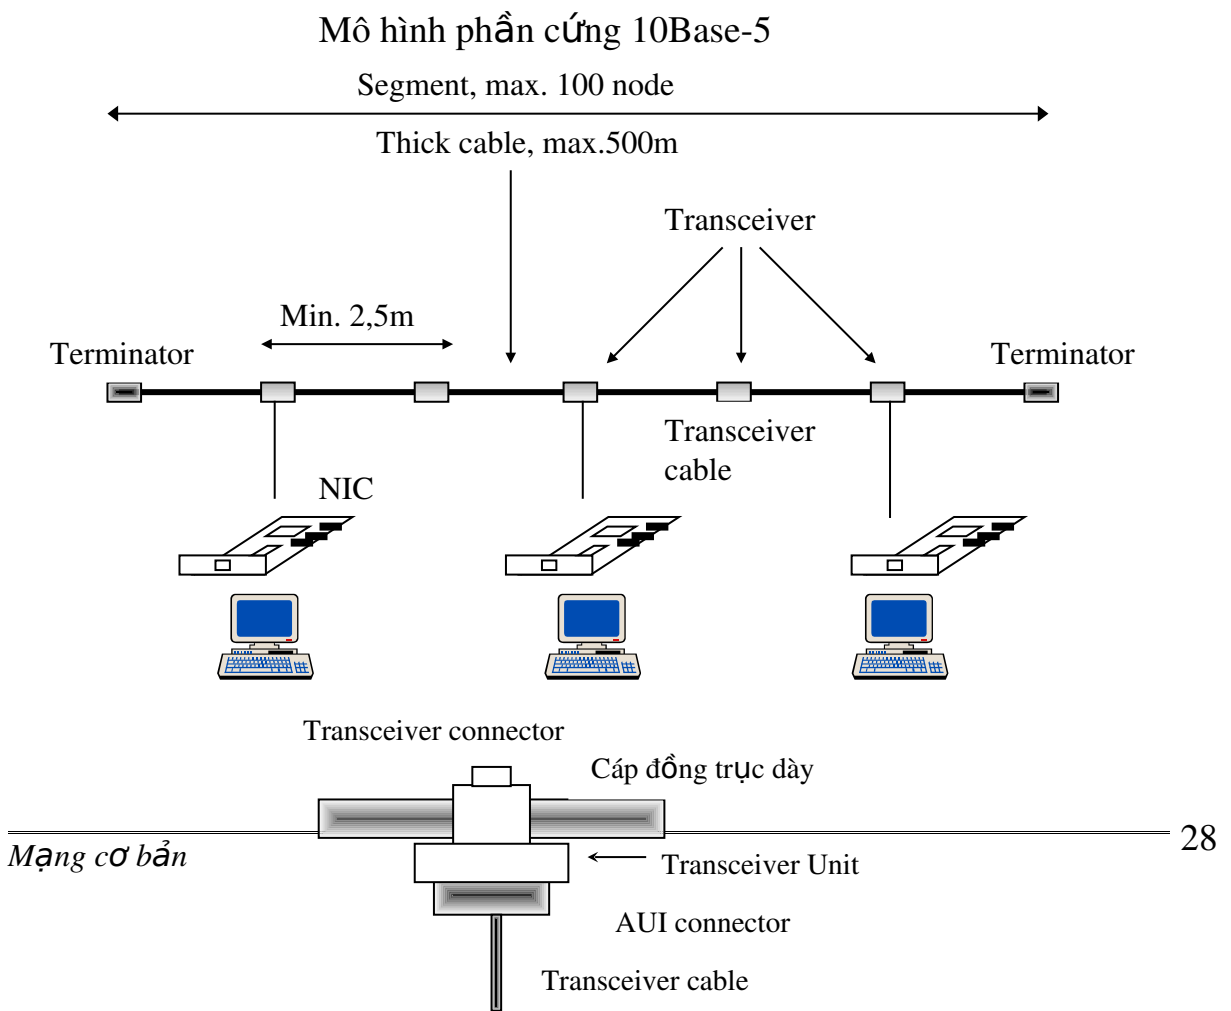 Mô hình phần cứng 10Base-5
Segment, max. 100 node
Thick cable, max.500m
Transceiver
Min. 2,5m
Terminator
Terminator
Transceiver
cable
NIC
Transceiver connector
Cáp đồng trục dày
28
Mạng cơ bản
Transceiver Unit
AUI connector
Transceiver cable